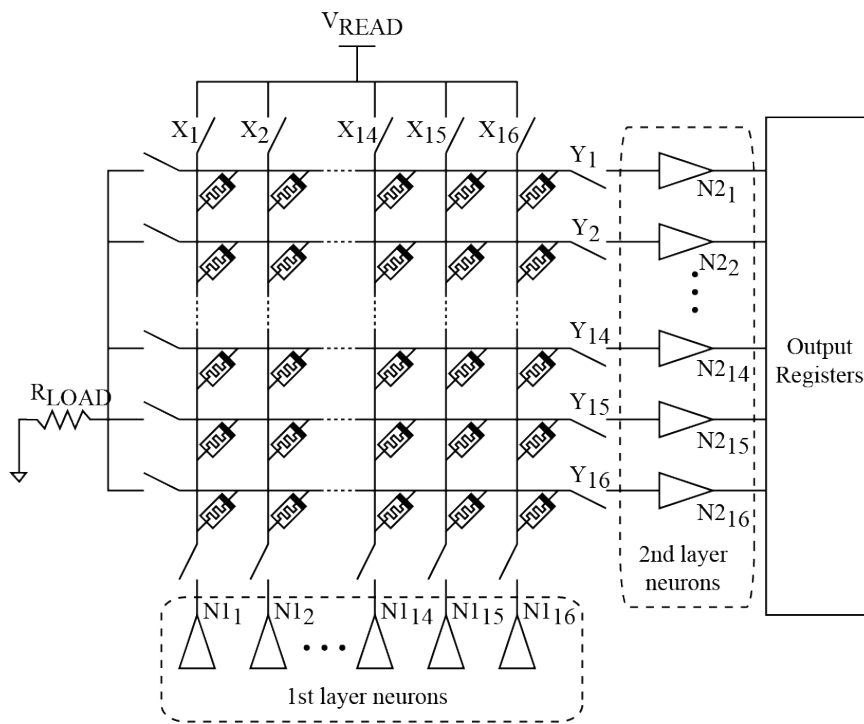 VREAD
X1 X2 X14 X15 X16
Y1
N21
Y2
N22
Y14
N214
Output
Registers
RLOAD
Y15
N215
Y16
N216
2nd layer
neurons
N11 N12 N114 N115 N116
1st layer neurons